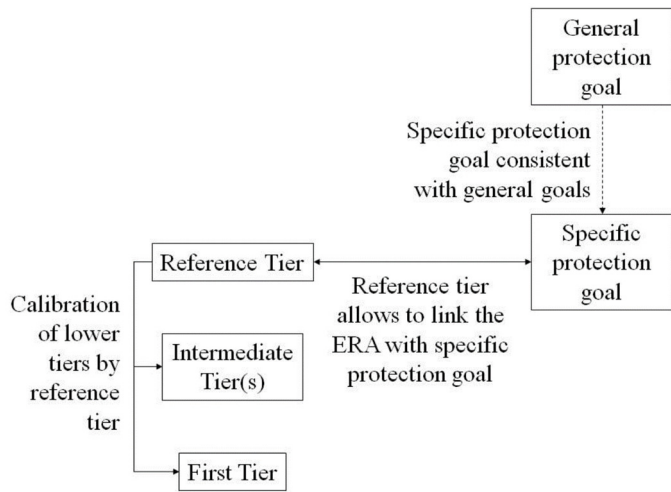 General
protection
goal
Specific protection
goal consistent
with general goals
Specific
protection
goal
Reference Tier
Reference tier
allows to link the
ERA with specific
protection goal
Calibration
of lower
tiers by
reference
tier
Intermediate
Tier(s)
First Tier